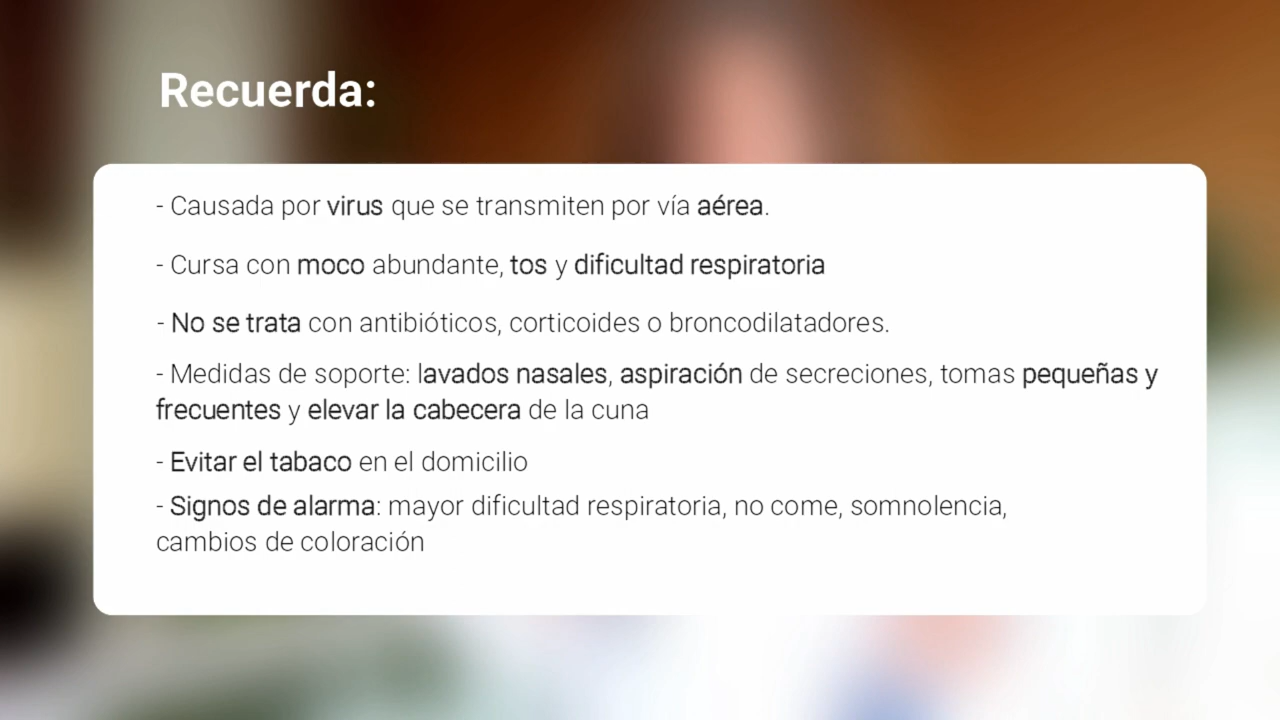 Recuerda:
- Causada por virus que se transmiten por vía aérea.
- Cursa con moco abundante, tos y dificultad respiratoria
- No se trata con antibióticos, corticoides o broncodilatadores.
- Medidas de soporte: lavados nasales, aspiración de secreciones, tomas pequeñas y
frecuentes y elevar la cabecera de la cuna
- Evitar el tabaco en el domicilio
- Signos de alarma: mayor dificultad respiratoria, no come, somnolencia,
cambios de coloración